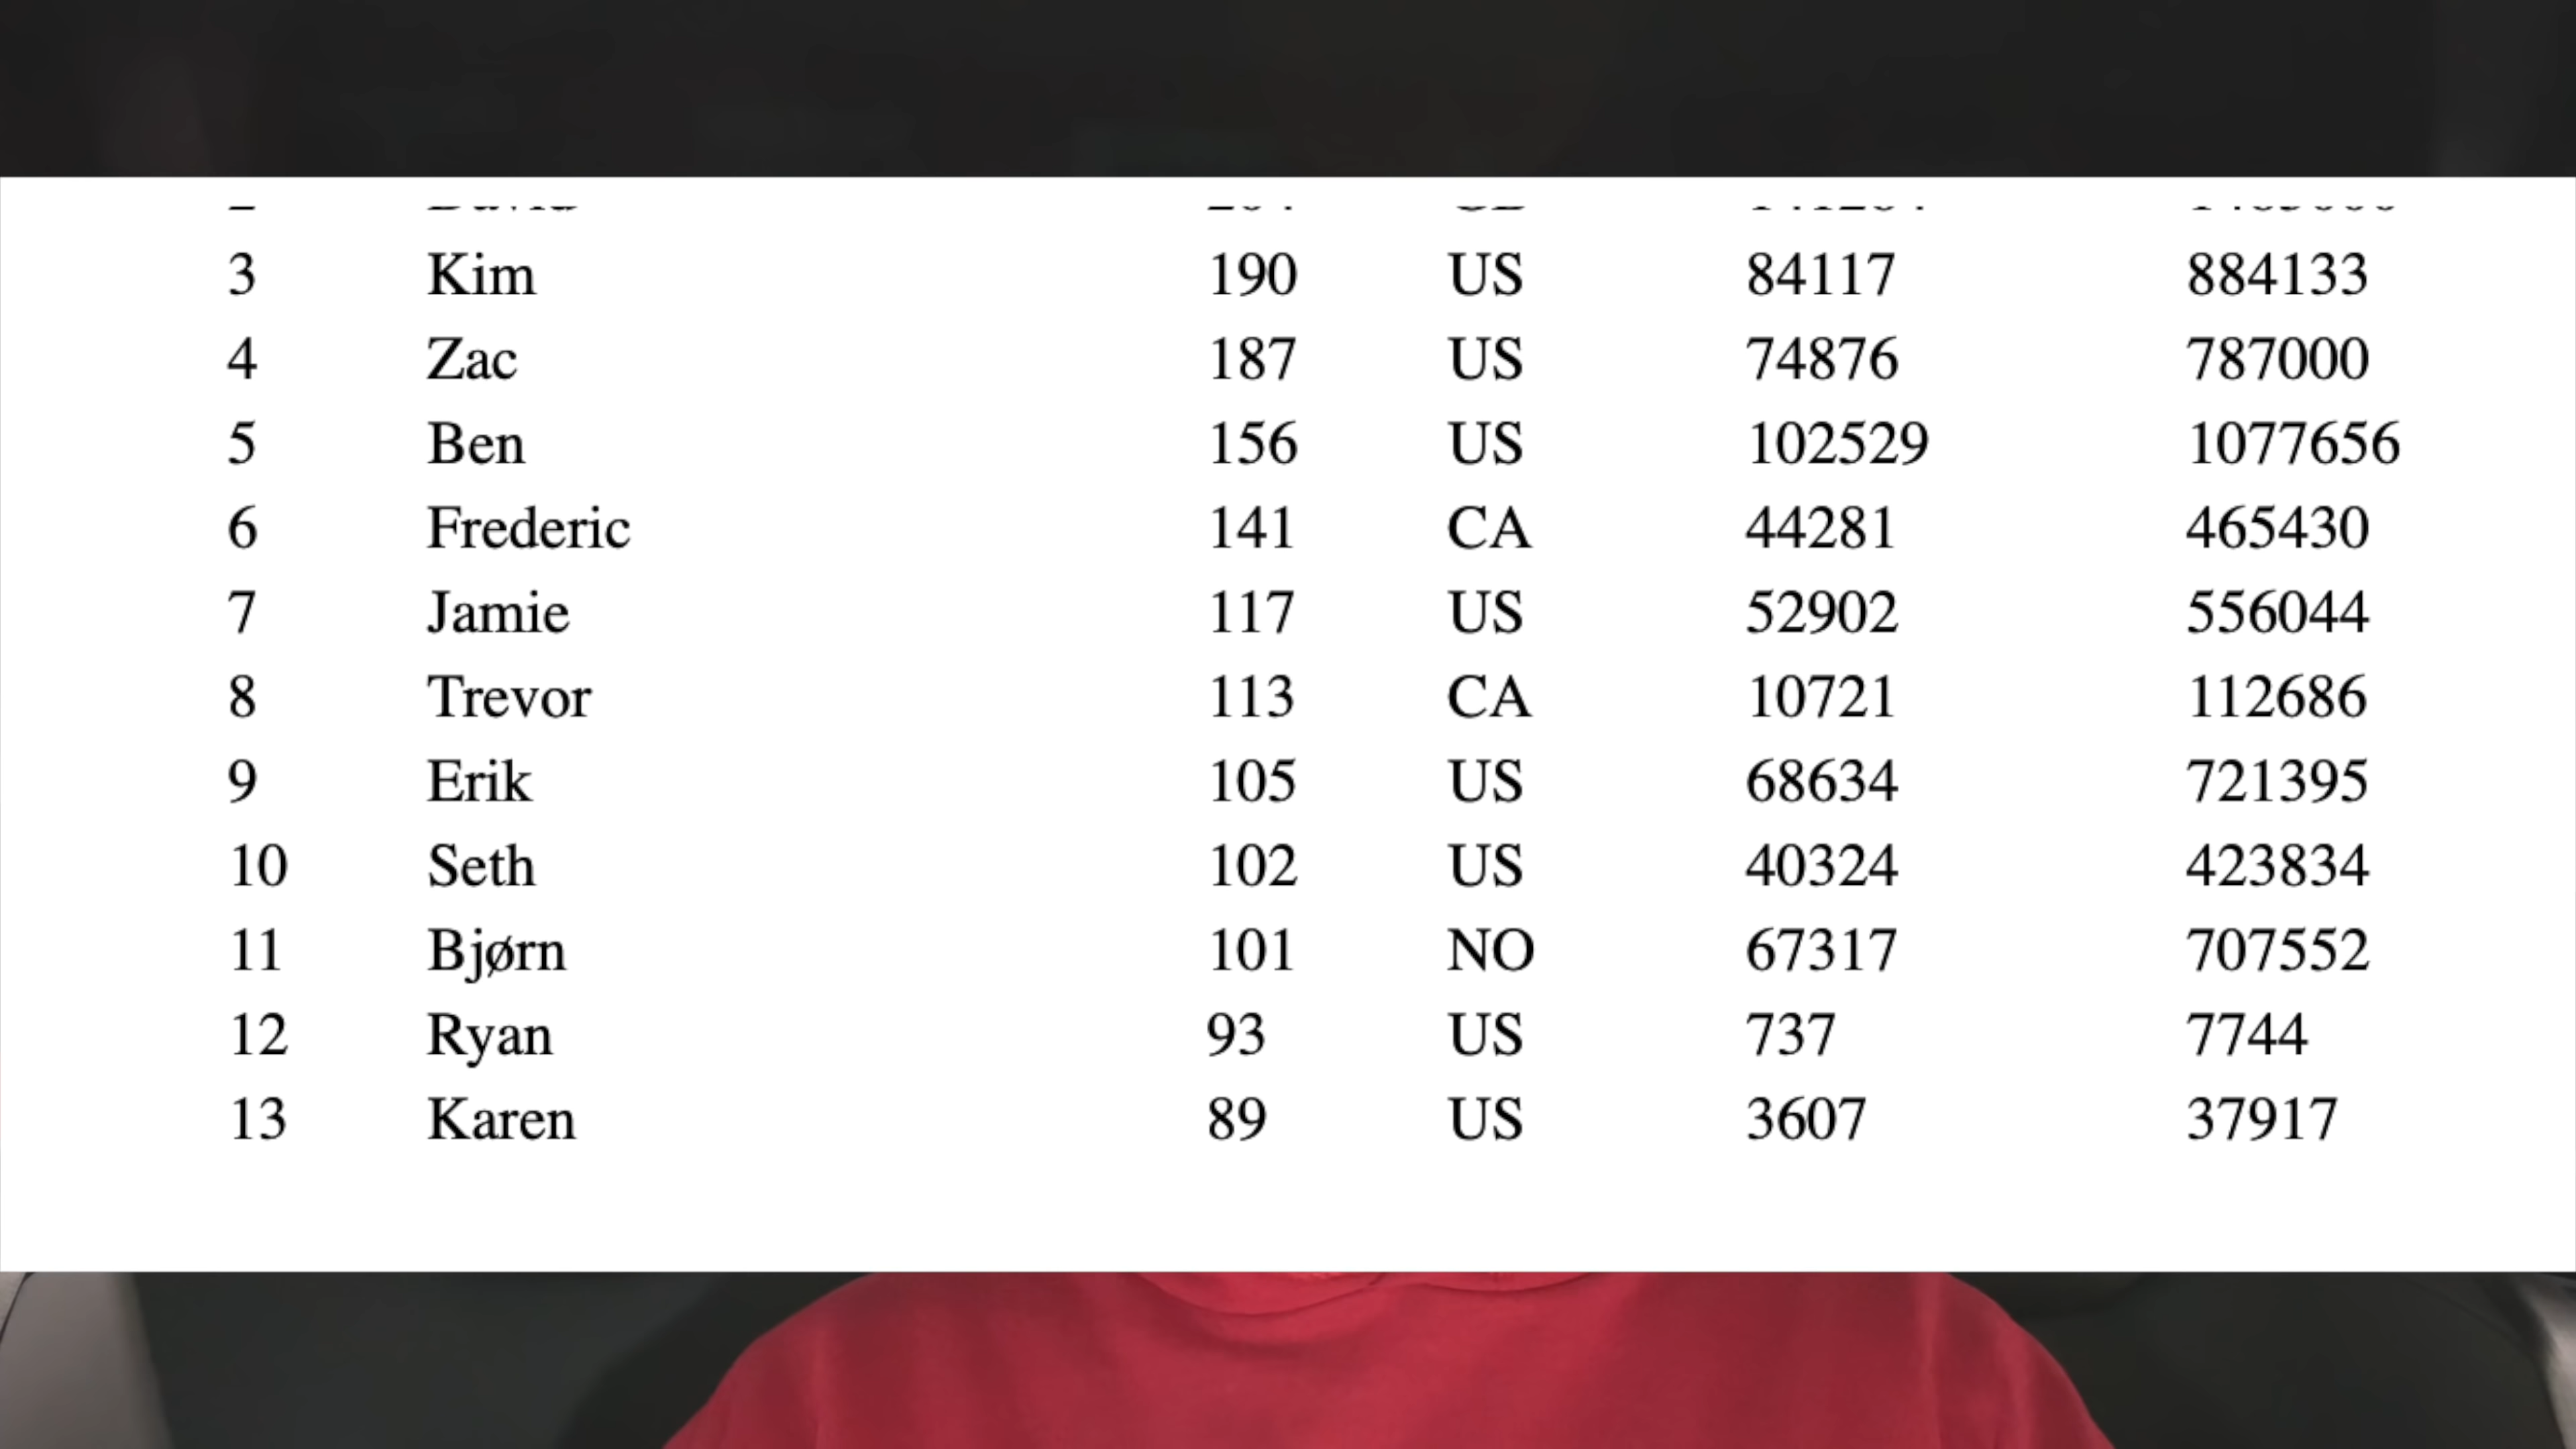 3 Kim 190 US 84117 884133
4 Zac 187 US 74876 787000
5 Ben 156 US 102529 1077656
6 Frederic 141 CA 44281 465430
7 Jamie 117 US 52902 556044
8 Trevor 113 CA 10721 112686
9 Erik 105 US 68634 721395
10 Seth 102 US 40324 423834
11 Bjørn 101 NO 67317 707552
12 Ryan 93 US 737 7744
13 Karen 89 US 3607 37917